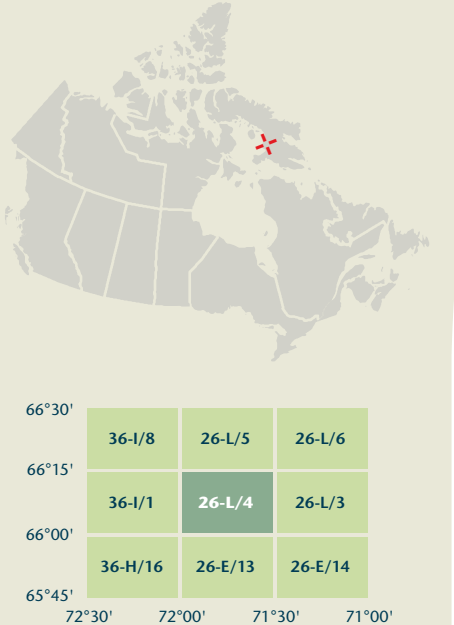 66°30'
36-I/8 26-L/5 26-L/6
66°15'
36-I/1 26-L/4 26-L/3
66°00'
36-H/16 26-E/13 26-E/14
65°45'
72°30' 72°00' 71°30' 71°00'